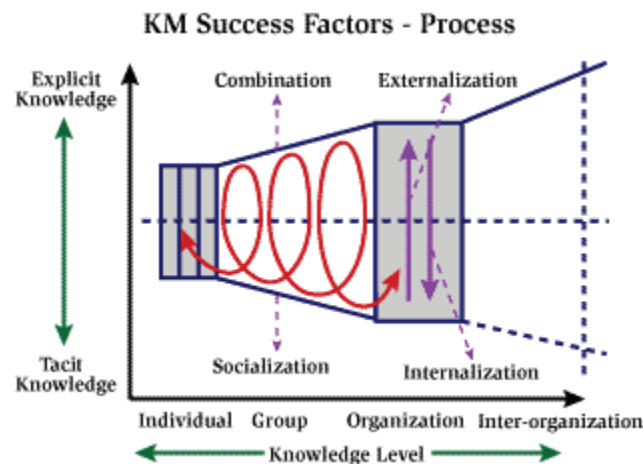 KM Success Factors - Process
Explicit
Knowledge
Combination
Externalization
Tacit
Knowledge
Socialization
Internalization
Individual
Group
Organization
Inter-organization
Knowledge Level